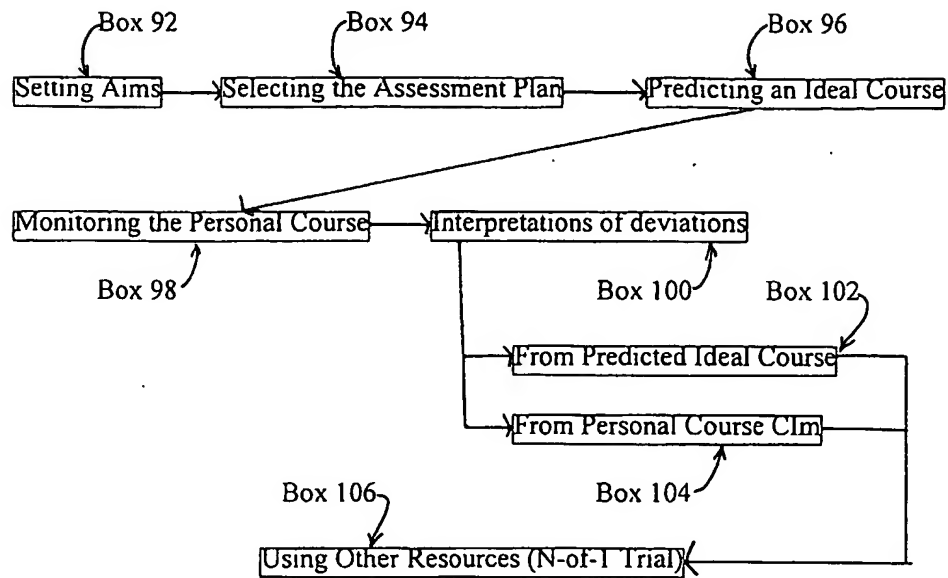 Box 92
Box 94
Box 96
Setting Aims
Selecting the Assessment Plan
Predicting an Ideal Course
Monitoring the Personal Course
Interpretations of deviations
Box 98
Box 100
Box 102
From Predicted Ideal Course
From Personal Course CIm
Box 104
Box 106
Using Other Resources (N-of-1 Trial)